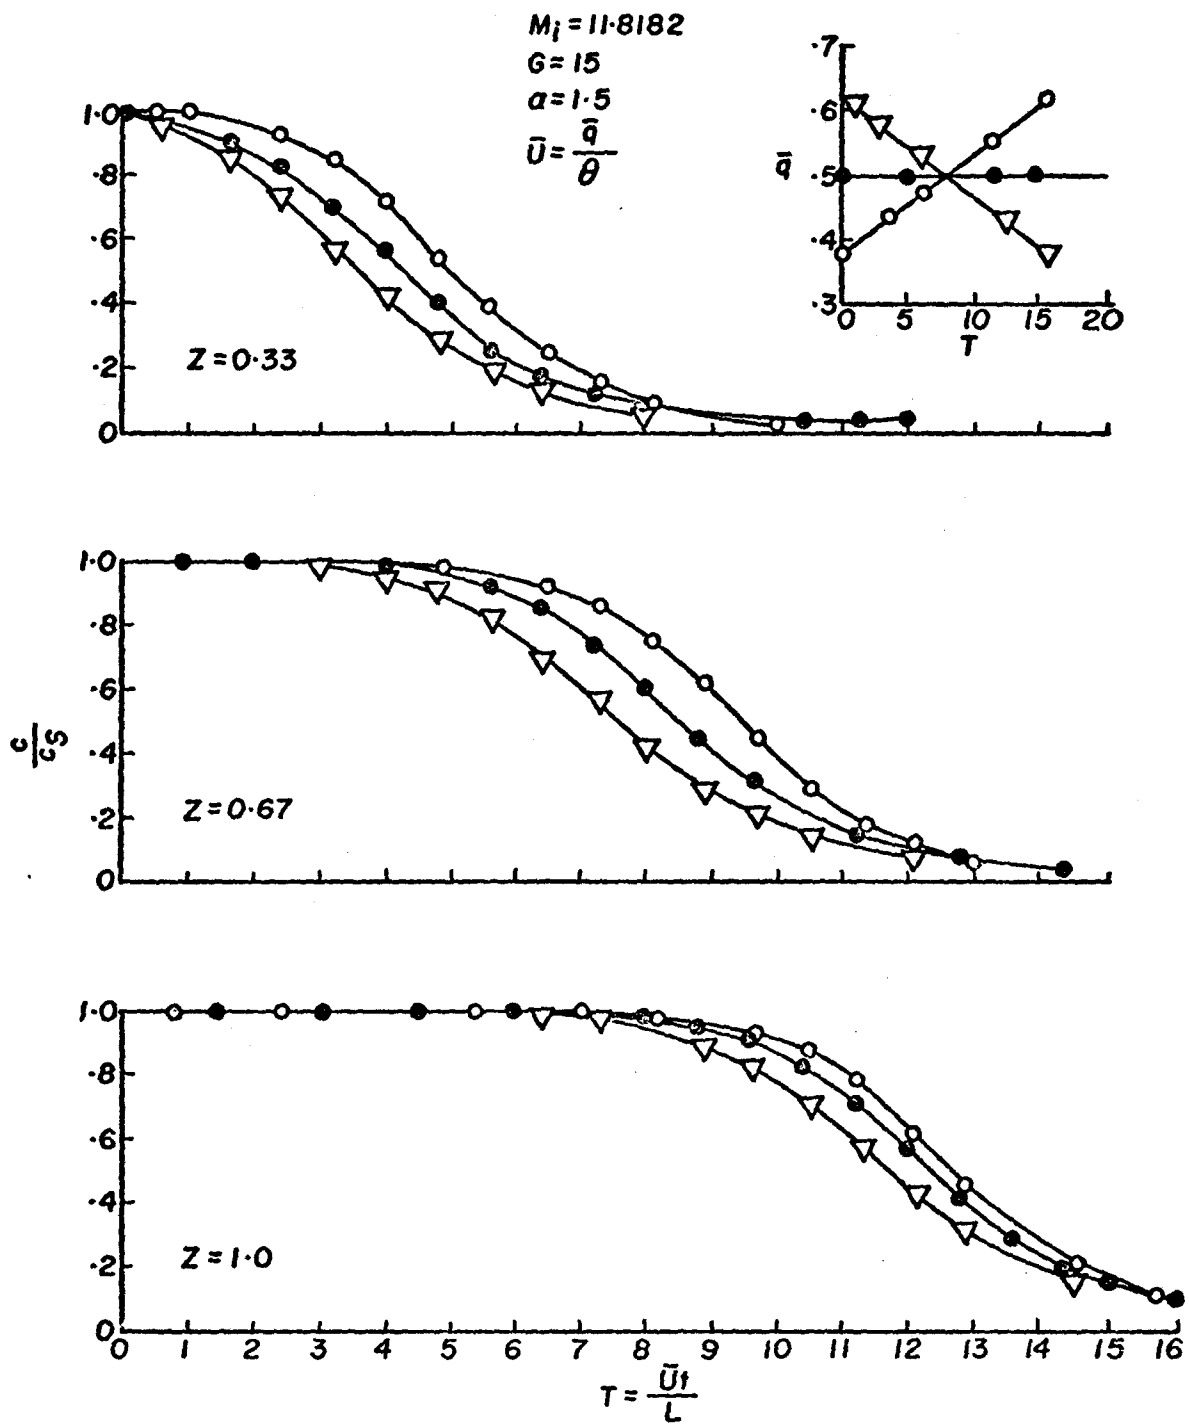 Mi = 11·8182
G = 15
a = 1·5
Ū = q̄/θ
·7
·6
·5
·4
·3
q̄
0 5 10 15 20
T
1·0
·8
·6
·4
·2
0
Z = 0·33
1·0
·8
·6
·4
·2
0
c/cs
Z = 0·67
1·0
·8
·6
·4
·2
0
Z = 1·0
0 1 2 3 4 5 6 7 8 9 10 11 12 13 14 15 16
T = Ūt/L